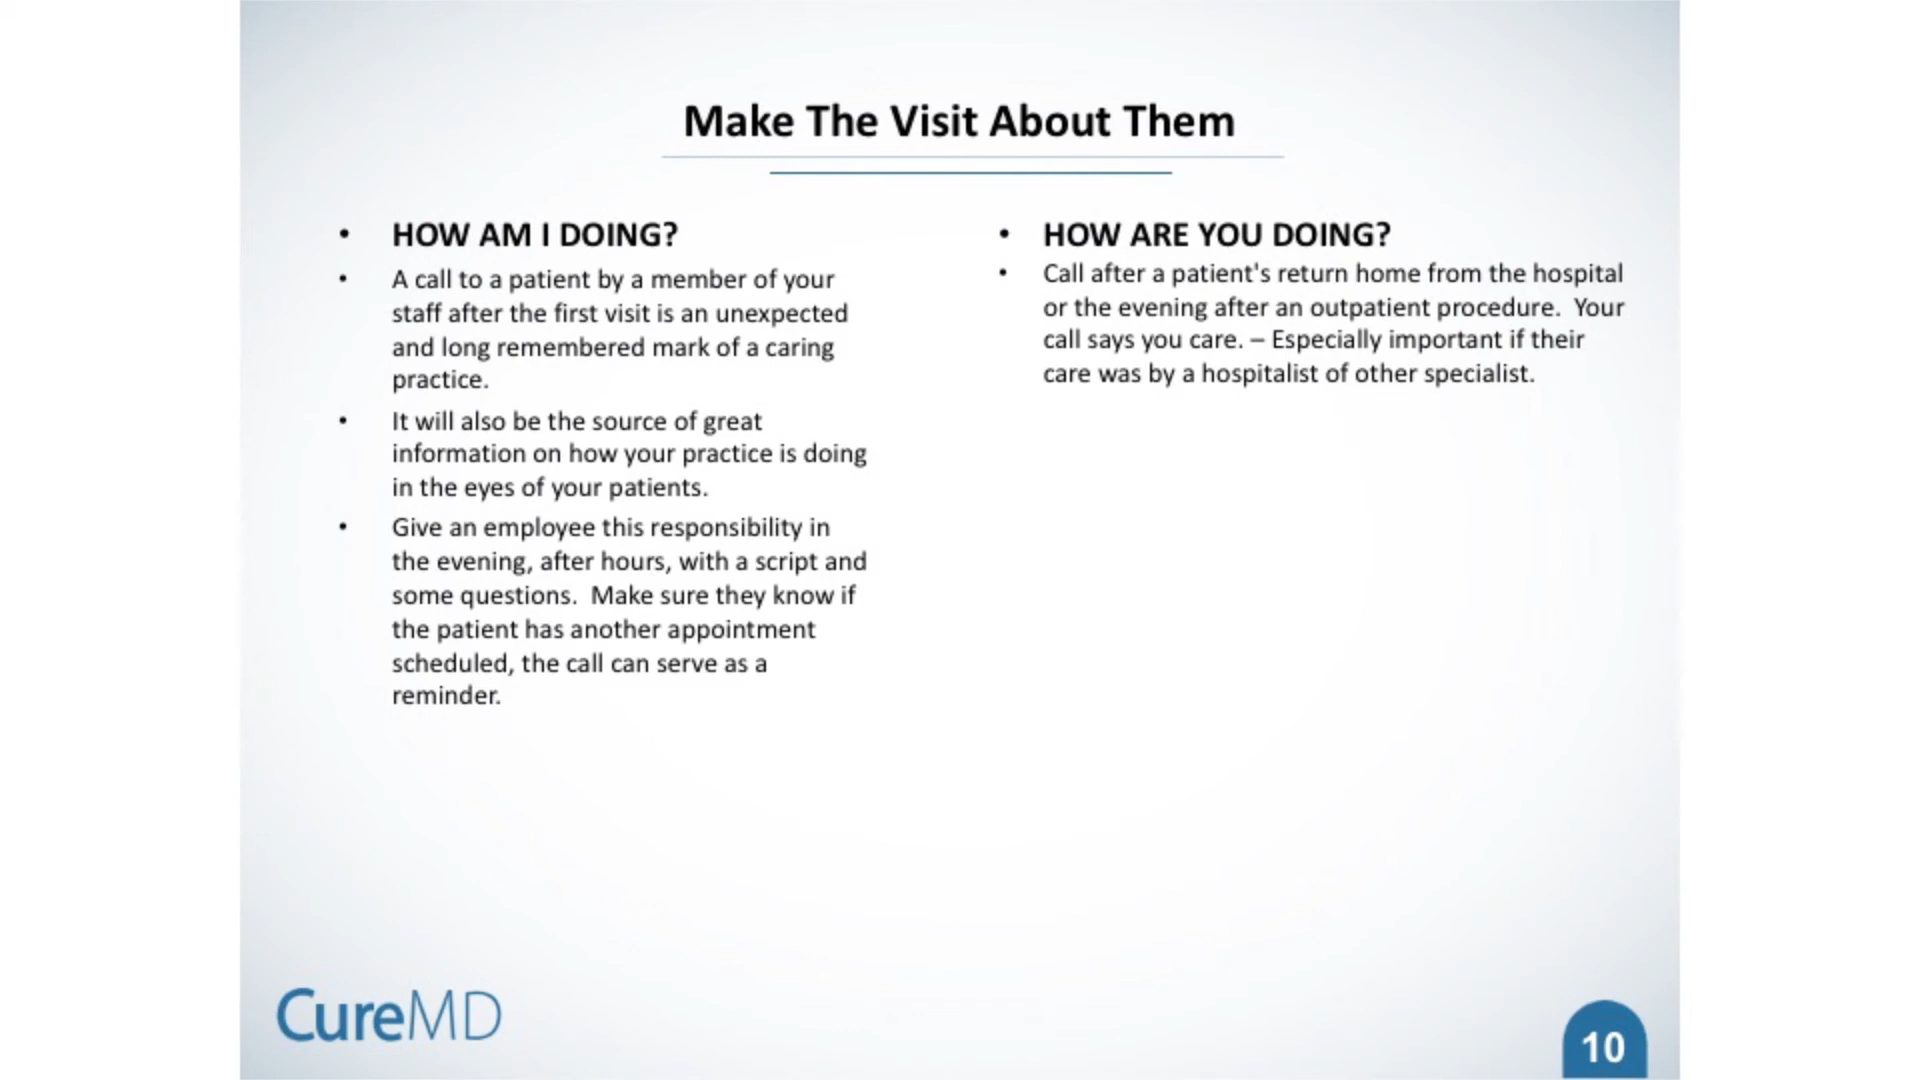 Make The Visit About Them
• HOW AM I DOING?
• A call to a patient by a member of your
staff after the first visit is an unexpected
and long remembered mark of a caring
practice.
• It will also be the source of great
information on how your practice is doing
in the eyes of your patients.
• Give an employee this responsibility in
the evening, after hours, with a script and
some questions.  Make sure they know if
the patient has another appointment
scheduled, the call can serve as a
reminder.
• HOW ARE YOU DOING?
• Call after a patient's return home from the hospital
or the evening after an outpatient procedure.  Your
call says you care. – Especially important if their
care was by a hospitalist of other specialist.
CureMD
10